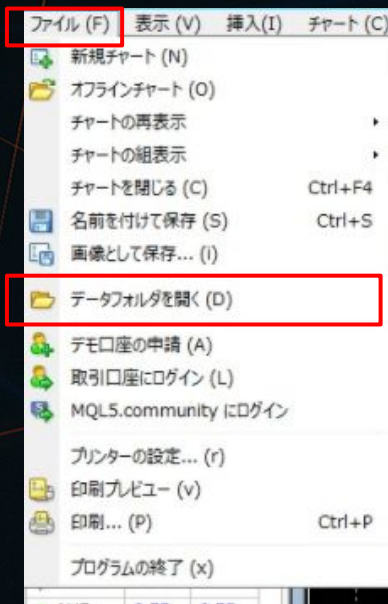 ファイル (F) 表示 (V) 挿入(I) チャート (C)
新規チャート (N)
オフラインチャート (O)
チャートの再表示
チャートの組表示
チャートを閉じる (C) Ctrl+F4
名前を付けて保存 (S) Ctrl+S
画像として保存... (i)
データフォルダを開く (D)
デモ口座の申請 (A)
取引口座にログイン (L)
MQL5.community にログイン
プリンターの設定... (r)
印刷プレビュー (v)
印刷... (P) Ctrl+P
プログラムの終了 (x)